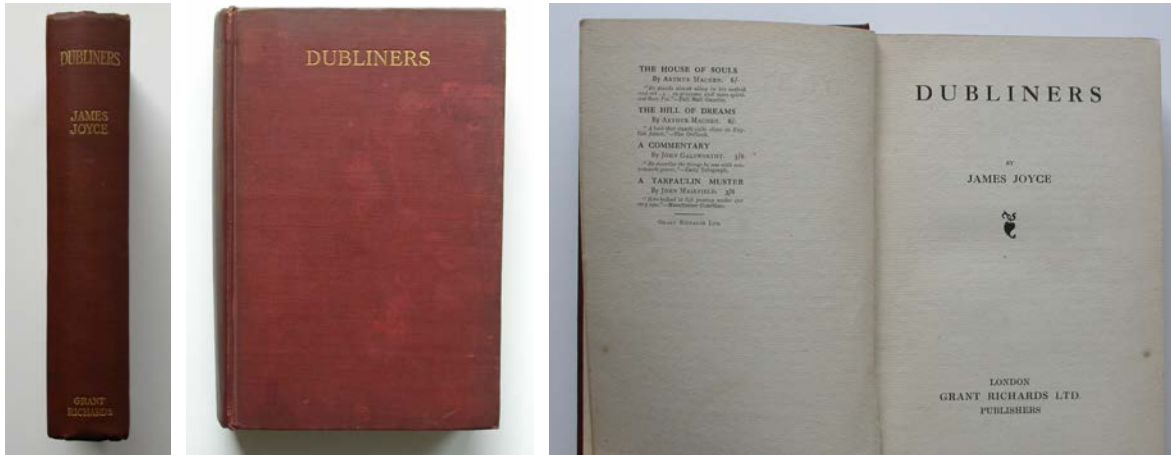 DUBLINERS
JAMES
JOYCE
GRANT
RICHARDS
DUBLINERS
THE HOUSE OF SOULS
By ARTHUR MACHEN. 6/-
THE HILL OF DREAMS
By ARTHUR MACHEN. 6/-
A COMMENTARY
By JOHN GALSWORTHY. 3/6
A TARPAULIN MUSTER
By JOHN MASEFIELD. 3/6
GRANT RICHARDS LTD.
DUBLINERS
BY
JAMES JOYCE
LONDON
GRANT RICHARDS LTD.
PUBLISHERS